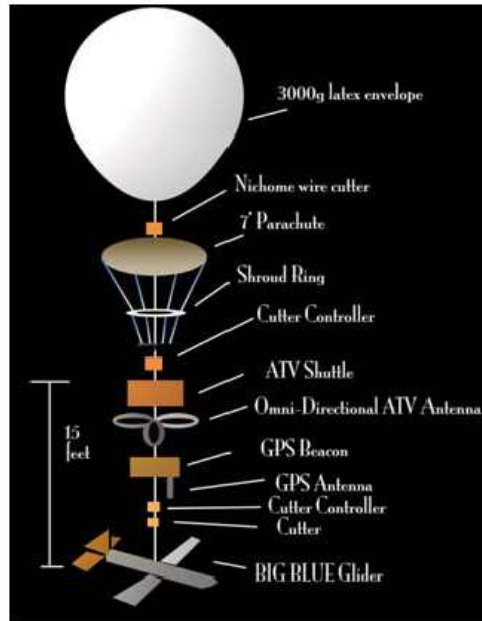 3000g latex envelope
Nichome wire cutter
7' Parachute
Shroud Ring
Cutter Controller
ATV Shuttle
Omni-Directional ATV Antenna
15
feet
GPS Beacon
GPS Antenna
Cutter Controller
Cutter
BIG BLUE Glider